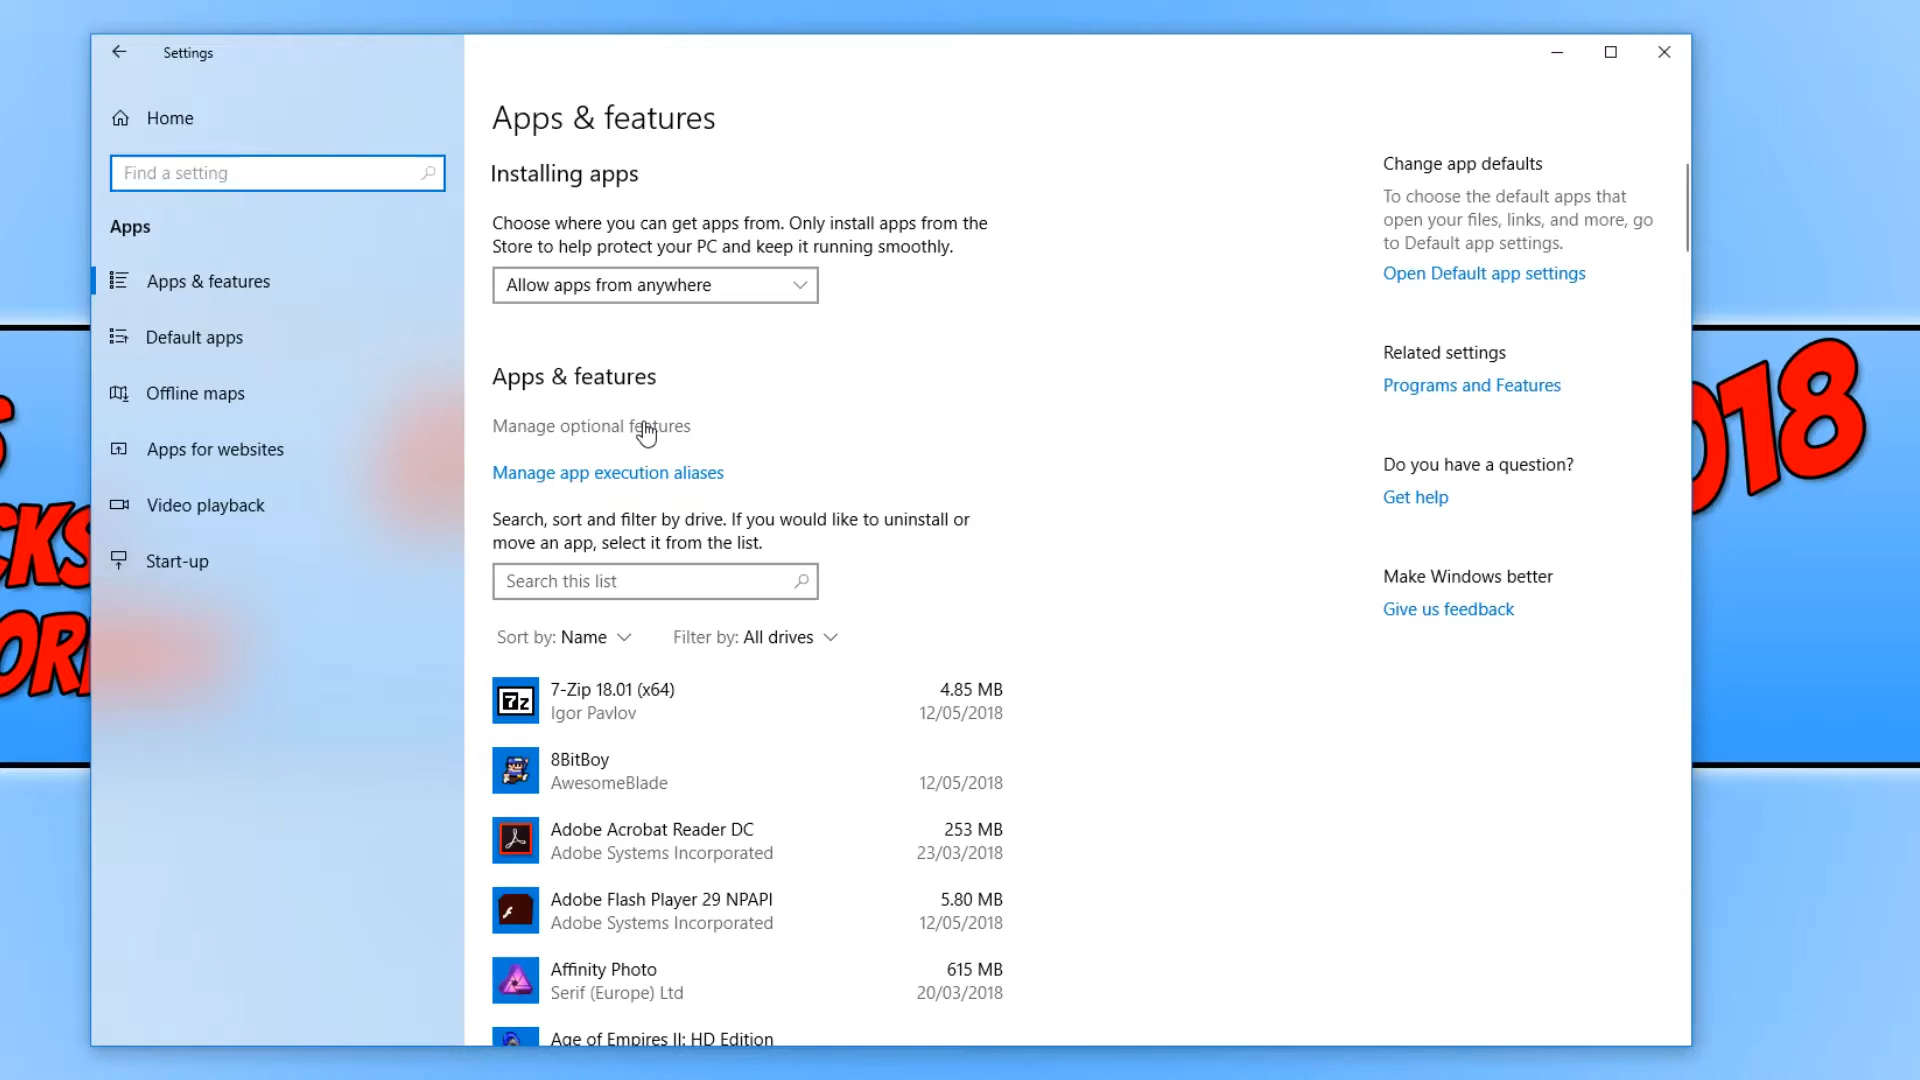 Settings
Home
Find a setting
Apps
Apps & features
Default apps
Offline maps
Apps for websites
Video playback
Start-up
Apps & features
Installing apps
Choose where you can get apps from. Only install apps from the
Store to help protect your PC and keep it running smoothly.
Allow apps from anywhere
Apps & features
Manage optional features
Manage app execution aliases
Search, sort and filter by drive. If you would like to uninstall or
move an app, select it from the list.
Search this list
Sort by: Name
Filter by: All drives
7-Zip 18.01 (x64) 4.85 MB
Igor Pavlov 12/05/2018
8BitBoy
AwesomeBlade 12/05/2018
Adobe Acrobat Reader DC 253 MB
Adobe Systems Incorporated 23/03/2018
Adobe Flash Player 29 NPAPI 5.80 MB
Adobe Systems Incorporated 12/05/2018
Affinity Photo 615 MB
Serif (Europe) Ltd 20/03/2018
Age of Empires II: HD Edition
Change app defaults
To choose the default apps that
open your files, links, and more, go
to Default app settings.
Open Default app settings
Related settings
Programs and Features
Do you have a question?
Get help
Make Windows better
Give us feedback